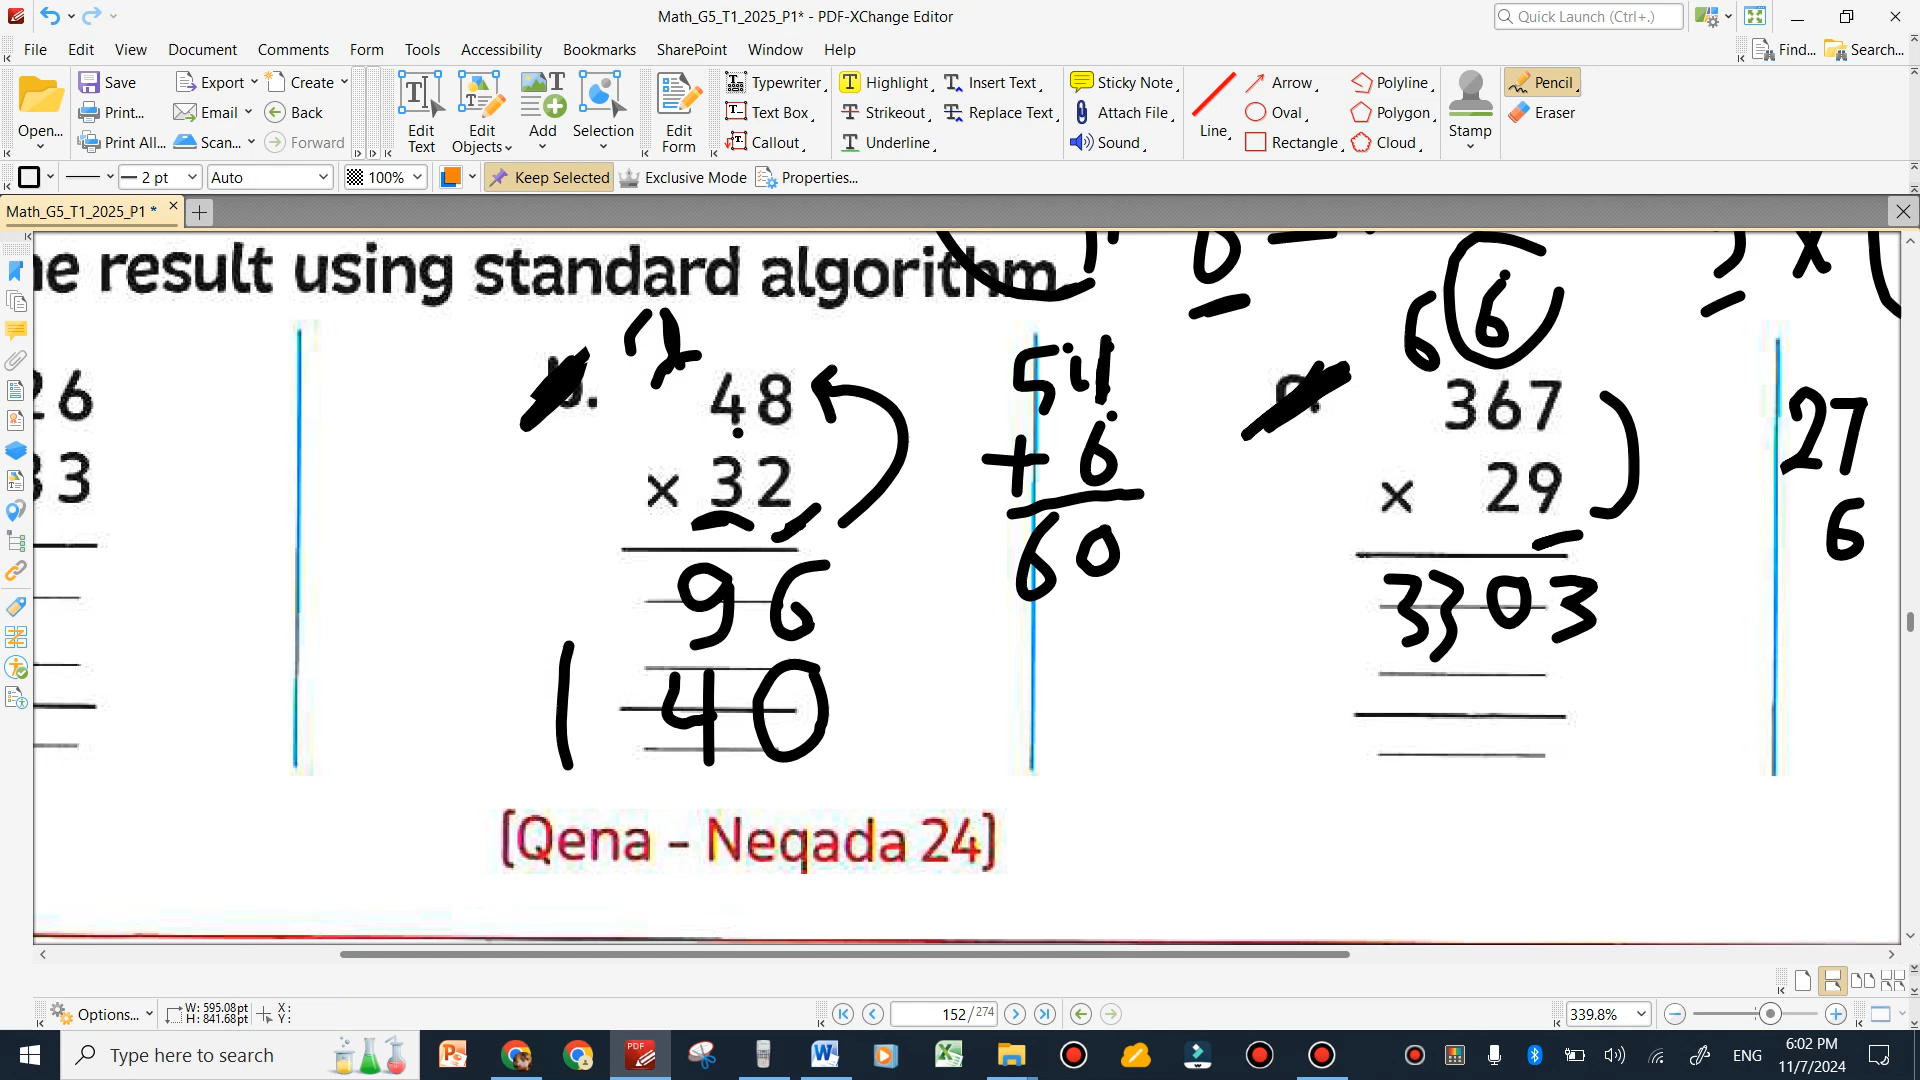 Math_G5_T1_2025_P1* - PDF-XChange Editor
Quick Launch (Ctrl+.)
File Edit View Document Comments Form Tools Accessibility Bookmarks SharePoint Window Help
Find... Search...
Open... Save Print... Print All... Export Email Scan... Create Back Forward
Edit Text Edit Objects Add Selection Edit Form
Typewriter Text Box Callout Highlight Strikeout Underline Insert Text Replace Text
Sticky Note Attach File Sound Line Arrow Oval Rectangle Polyline Polygon Cloud Stamp Pencil Eraser
2 pt Auto 100% Keep Selected Exclusive Mode Properties...
Math_G5_T1_2025_P1 *
he result using standard algorithm
6 6
26 48 5 367 27
33 × 32 + 6 × 29 6
96 60 3303
1 40
[Qena - Neqada 24]
Options... W: 595.08pt H: 841.68pt X: Y: 152 / 274 339.8%
Type here to search
ENG 6:02 PM 11/7/2024